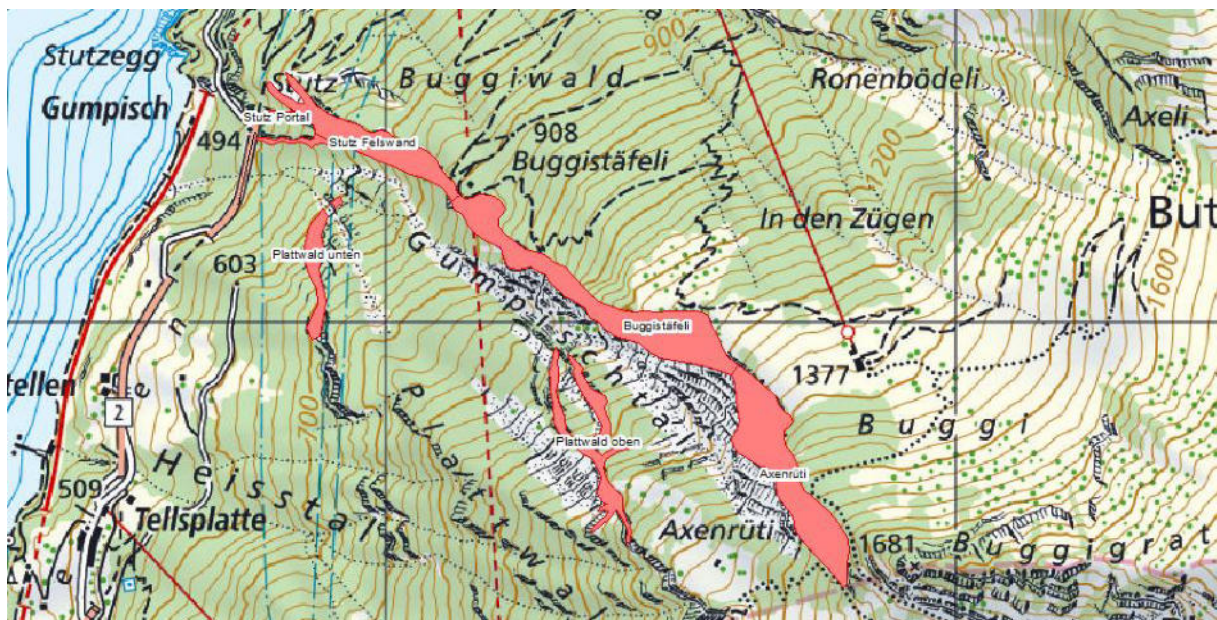 Stutzegg
Gumpisch
Stutz
Buggiwald
900
Ronenbödeli
Axeli
Stutz Portal
494
Stutz Felswand
908
Buggistäfeli
1200
In den Zügen
But
603
Plattwald unten
Gumpischtal
1600
Buggistäfeli
1377
tellen
2
700
Plattwald
Plattwald oben
Buggi
Axenrüti
509
Heisstal
Tellsplatte
Axenrüti
1681
Buggigrat